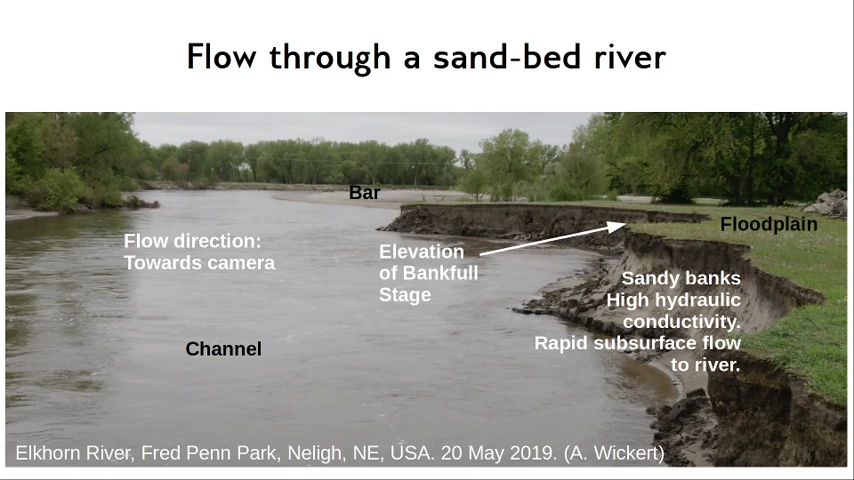 Flow through a sand-bed river
Bar
Floodplain
Flow direction:
Towards camera
Elevation
of Bankfull
Stage
Sandy banks
High hydraulic
conductivity.
Rapid subsurface flow
to river.
Channel
Elkhorn River, Fred Penn Park, Neligh, NE, USA. 20 May 2019. (A. Wickert)